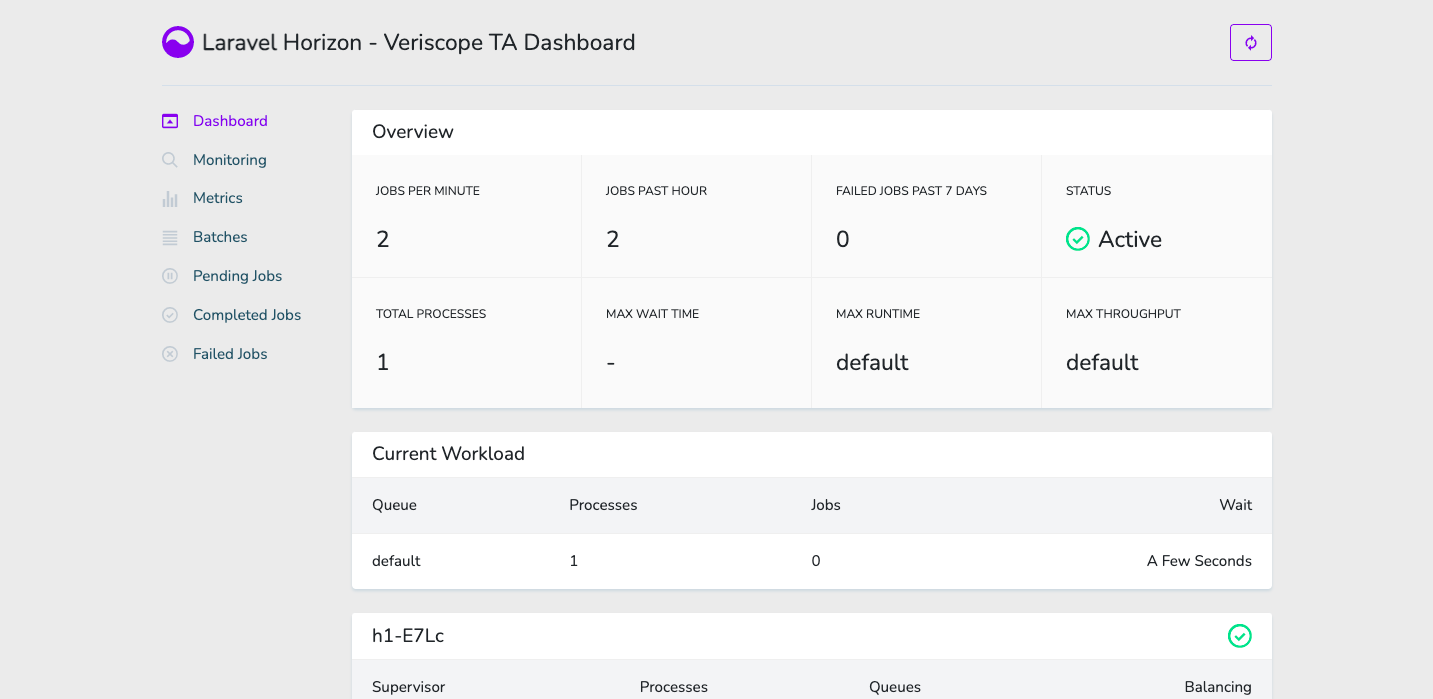 Laravel Horizon - Veriscope TA Dashboard
Dashboard
Monitoring
Metrics
Batches
Pending Jobs
Completed Jobs
Failed Jobs
Overview
JOBS PER MINUTE JOBS PAST HOUR FAILED JOBS PAST 7 DAYS STATUS
2 2 0 Active
TOTAL PROCESSES MAX WAIT TIME MAX RUNTIME MAX THROUGHPUT
1 - default default
Current Workload
Queue Processes Jobs Wait
default 1 0 A Few Seconds
h1-E7Lc
Supervisor Processes Queues Balancing